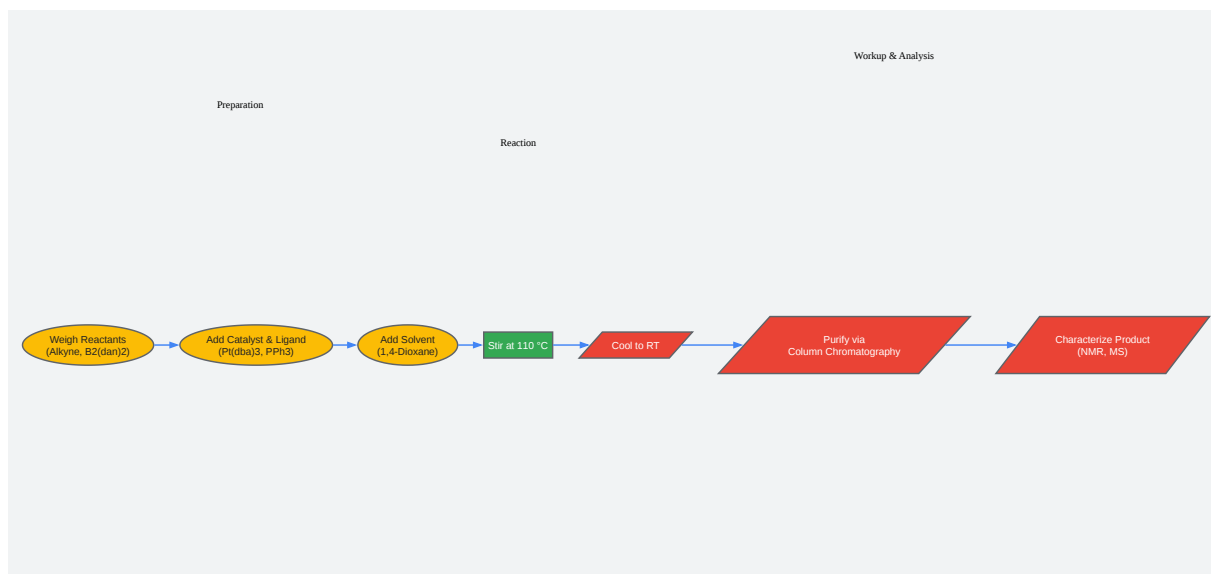 Workup & Analysis
Preparation
Reaction
Weigh Reactants
(Alkyne, B2(dan)2)
Add Catalyst & Ligand
(Pt(dba)3, PPh3)
Add Solvent
(1,4-Dioxane)
Stir at 110 °C
Cool to RT
Purify via
Column Chromatography
Characterize Product
(NMR, MS)